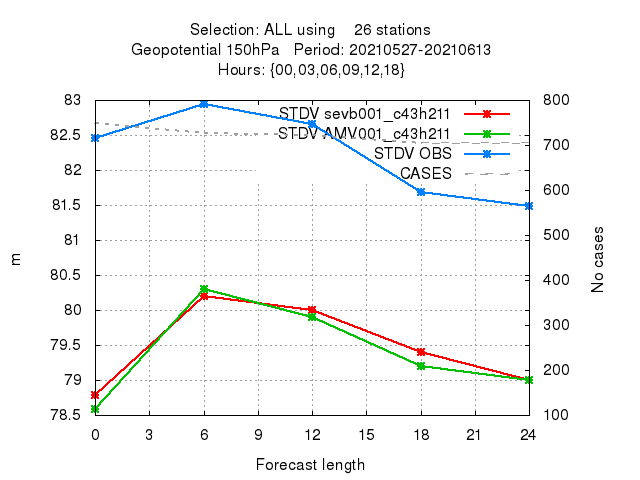 Selection: ALL using    26 stations
Geopotential 150hPa   Period: 20210527-20210613
Hours: {00,03,06,09,12,18}
STDV sevb001_c43h211
STDV AMV001_c43h211
STDV OBS
CASES
83
82.5
82
81.5
81
80.5
80
79.5
79
78.5
m
800
700
600
500
400
300
200
100
No cases
0 3 6 9 12 15 18 21 24
Forecast length